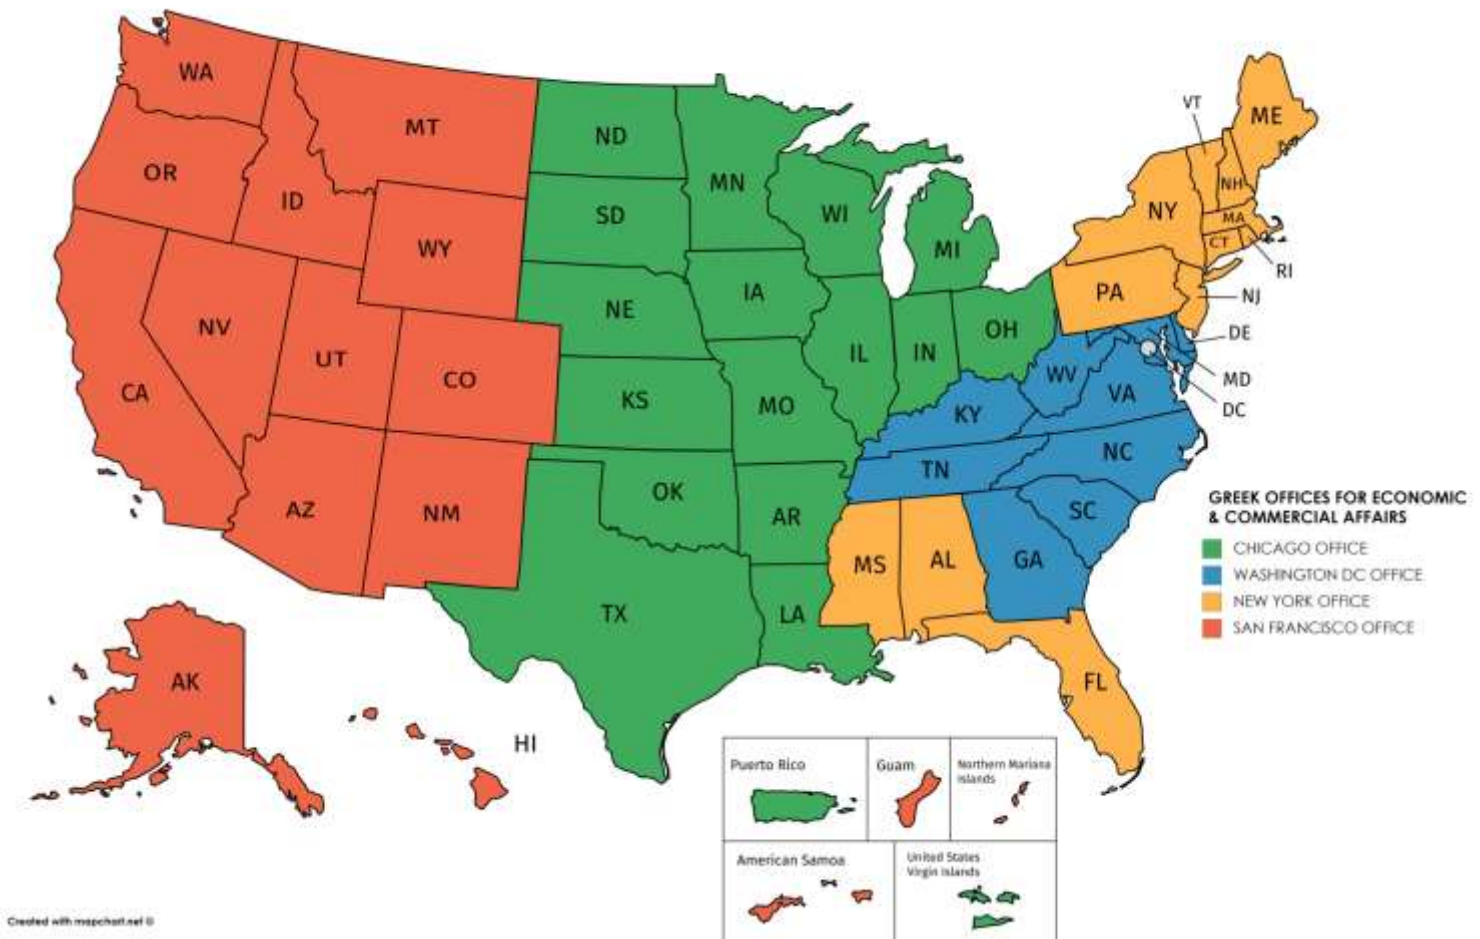 WA
MT
ND
MN
VT
ME
OR
ID
SD
WI
MI
NY
NH
MA
CT
RI
WY
NE
IA
PA
NJ
NV
UT
CO
KS
MO
IL
IN
OH
DE
MD
DC
CA
WV
VA
KY
NC
TN
AZ
NM
OK
AR
SC
MS
AL
GA
TX
LA
FL
GREEK OFFICES FOR ECONOMIC
& COMMERCIAL AFFAIRS
CHICAGO OFFICE
WASHINGTON DC OFFICE
NEW YORK OFFICE
SAN FRANCISCO OFFICE
AK
HI
Puerto Rico
Guam
Northern Mariana
Islands
American Samoa
United States
Virgin Islands
Created with mapchart.net ©